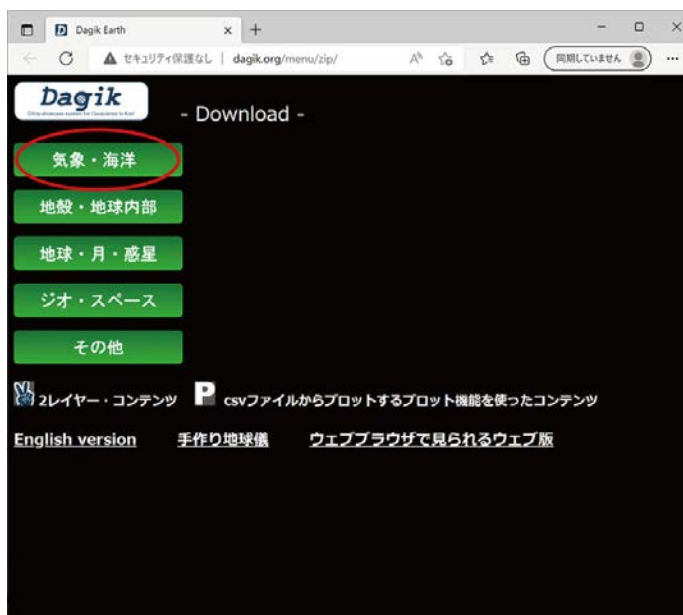 Dagik Earth
セキュリティ保護なし | dagik.org/menu/zip/
同期していません
Dagik
- Download -
気象・海洋
地殻・地球内部
地球・月・惑星
ジオ・スペース
その他
2レイヤー・コンテンツ P csvファイルからプロットするプロット機能を使ったコンテンツ
English version 手作り地球儀 ウェブブラウザで見られるウェブ版